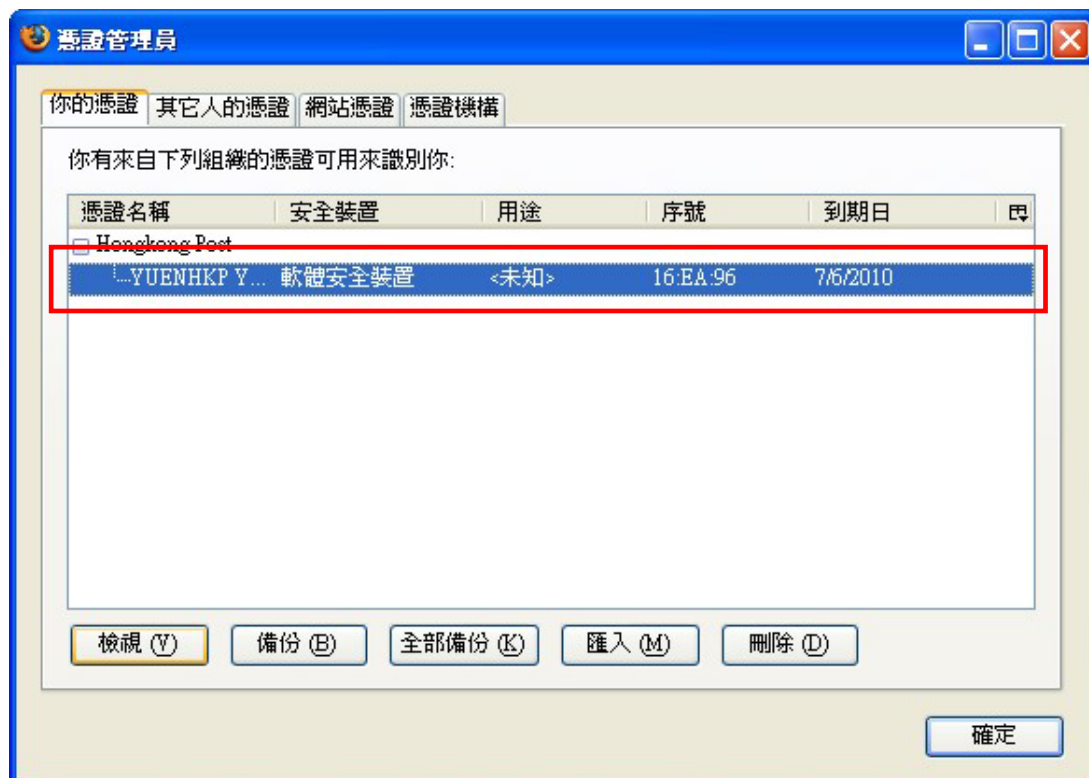 憑證管理員
你的憑證 其它人的憑證 網站憑證 憑證機構
你有來自下列組織的憑證可用來識別你:
憑證名稱 安全裝置 用途 序號 到期日
Hongkong Post
YUENHKP Y... 軟體安全裝置 <未知> 16:EA:96 7/6/2010
檢視 (V) 備份 (B) 全部備份 (K) 匯入 (M) 刪除 (D)
確定